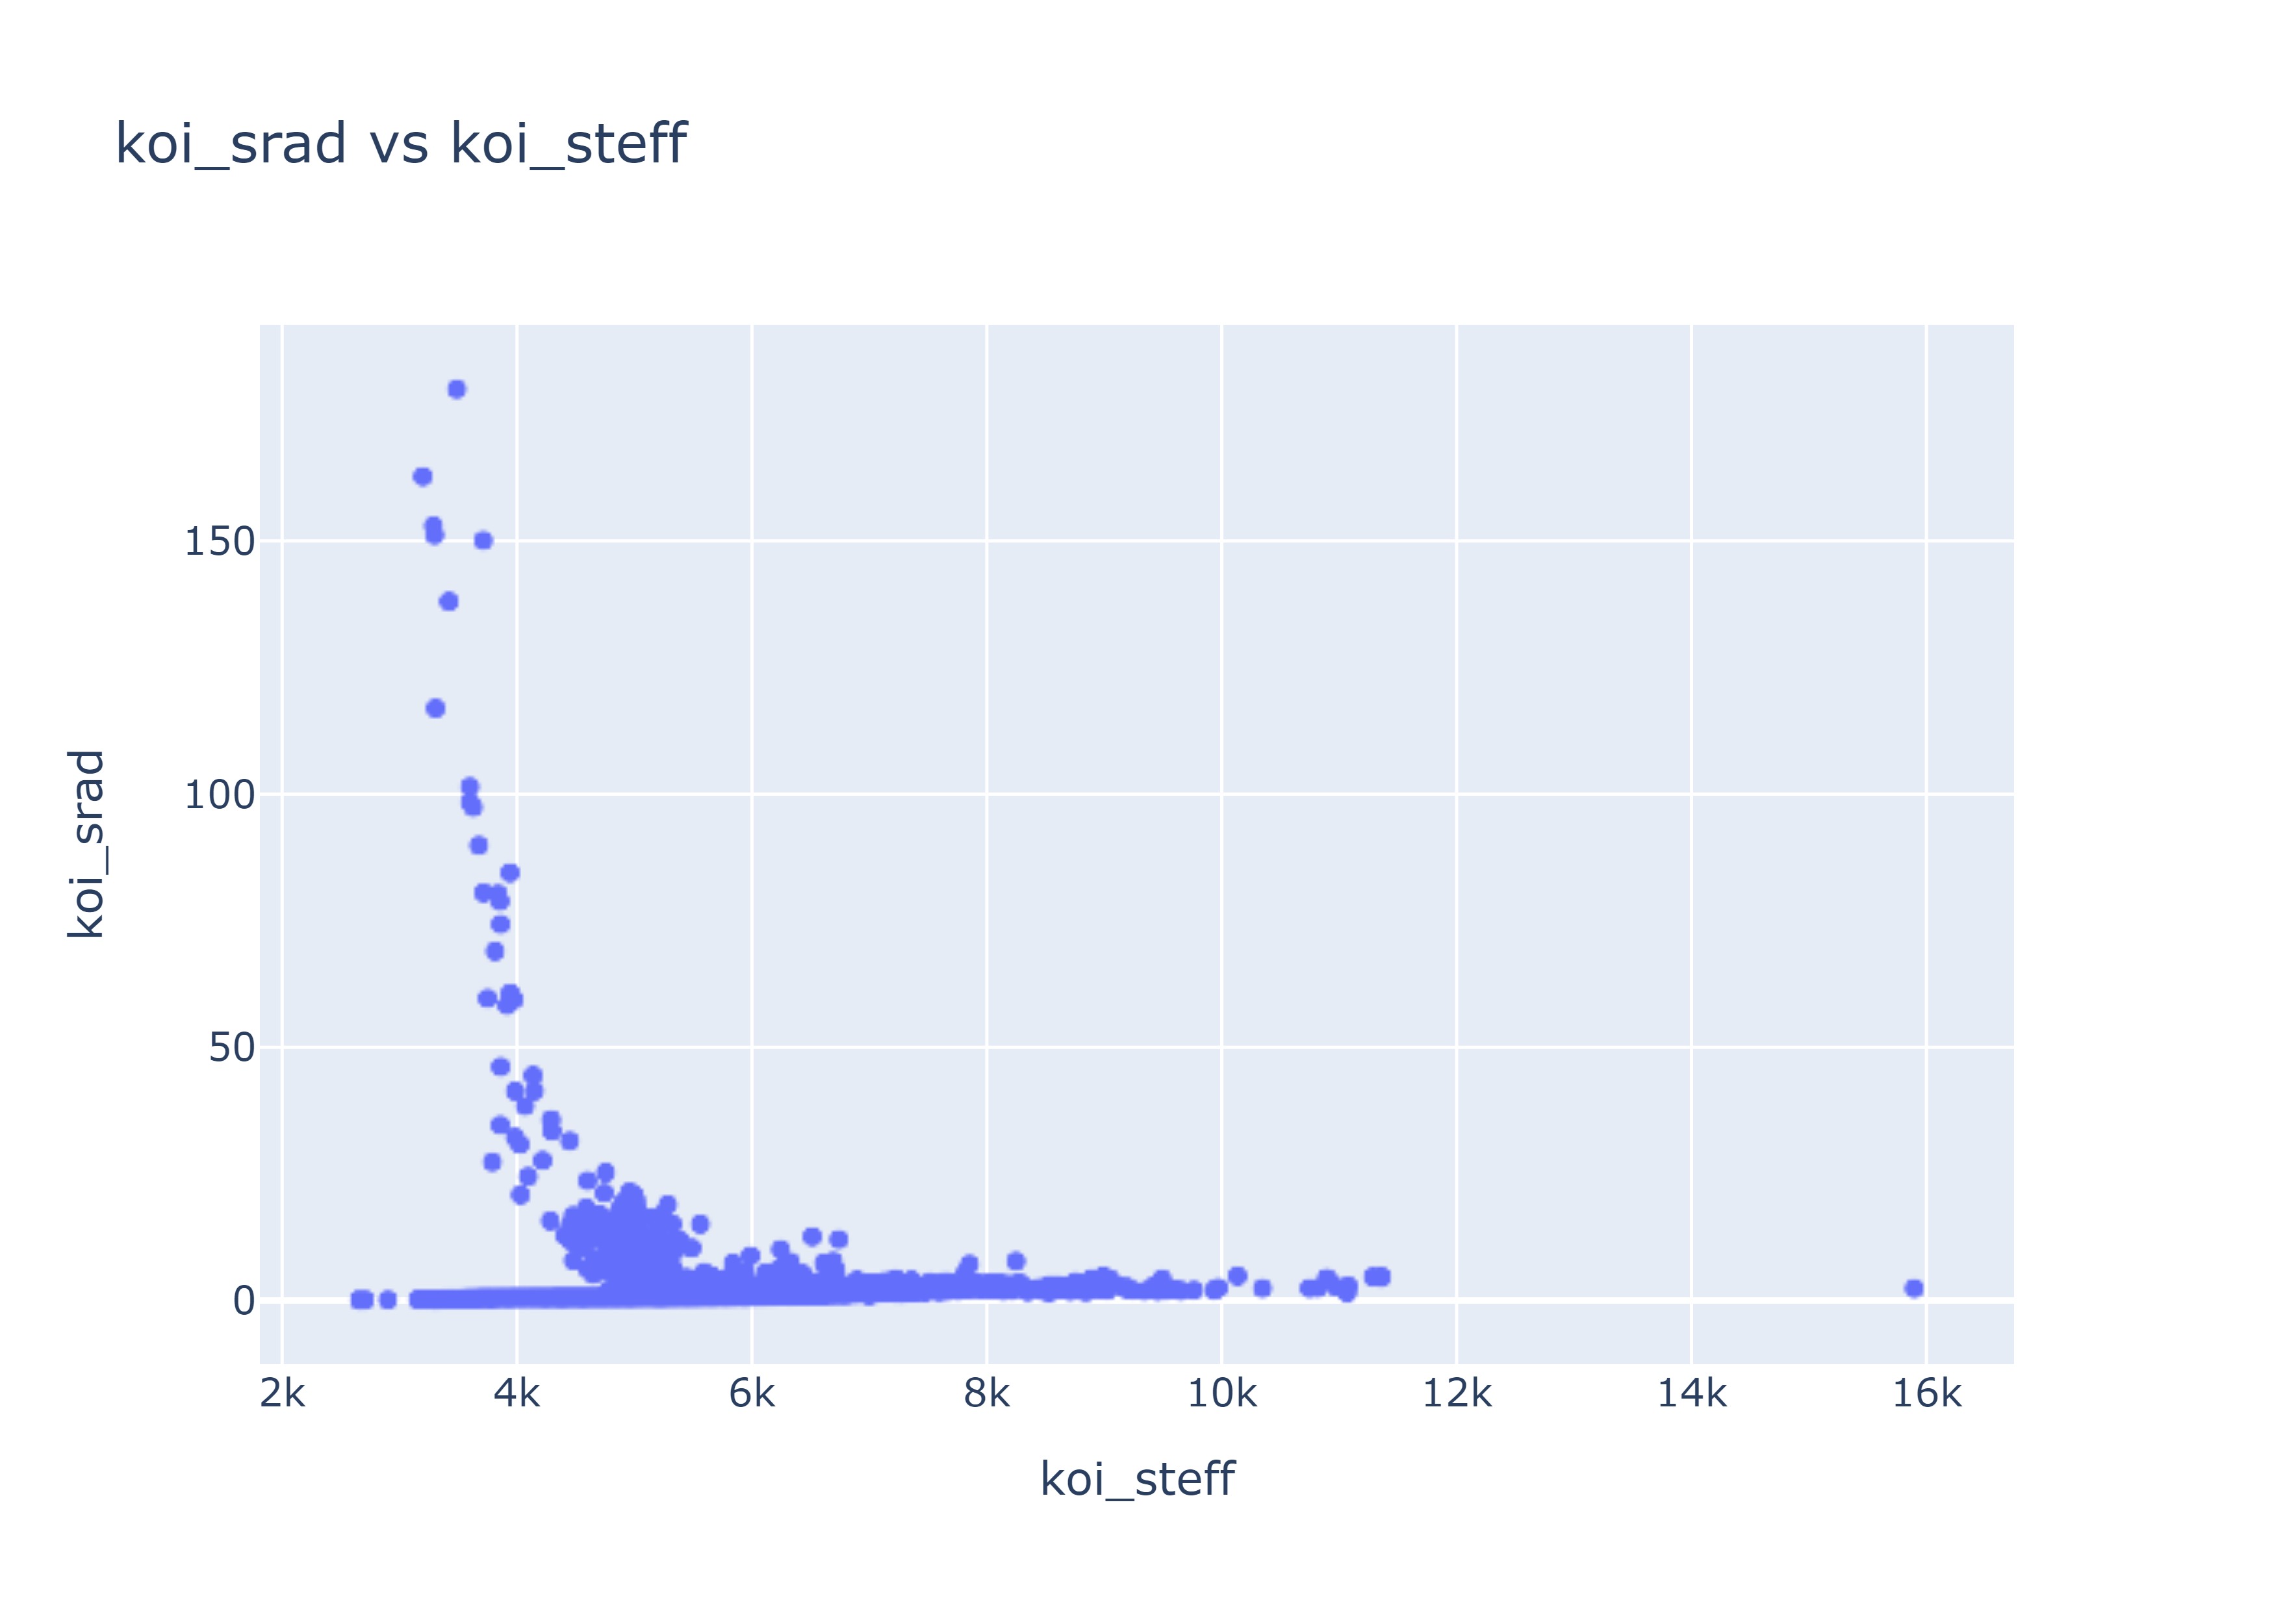 koi_srad vs koi_steff
150
100
50
0
koi_srad
2k 4k 6k 8k 10k 12k 14k 16k
koi_steff